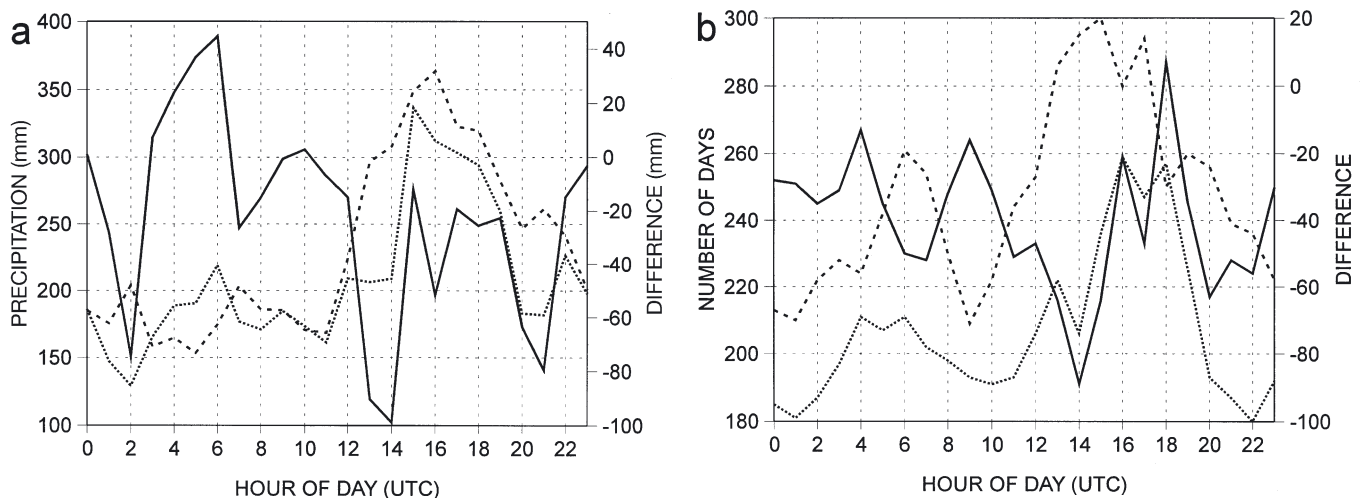 a
400
350
300
250
200
150
100
PRECIPITATION (mm)
40
20
0
-20
-40
-60
-80
-100
DIFFERENCE (mm)
0 2 4 6 8 10 12 14 16 18 20 22
HOUR OF DAY (UTC)
b
300
280
260
240
220
200
180
NUMBER OF DAYS
20
0
-20
-40
-60
-80
-100
DIFFERENCE
0 2 4 6 8 10 12 14 16 18 20 22
HOUR OF DAY (UTC)